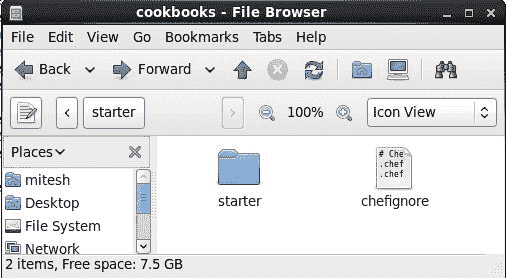 cookbooks - File Browser
File Edit View Go Bookmarks Tabs Help
Back Forward
starter 100% Icon View
Places
mitesh
Desktop
File System
Network
# Che
.chef
.chef
starter chefignore
2 items, Free space: 7.5 GB